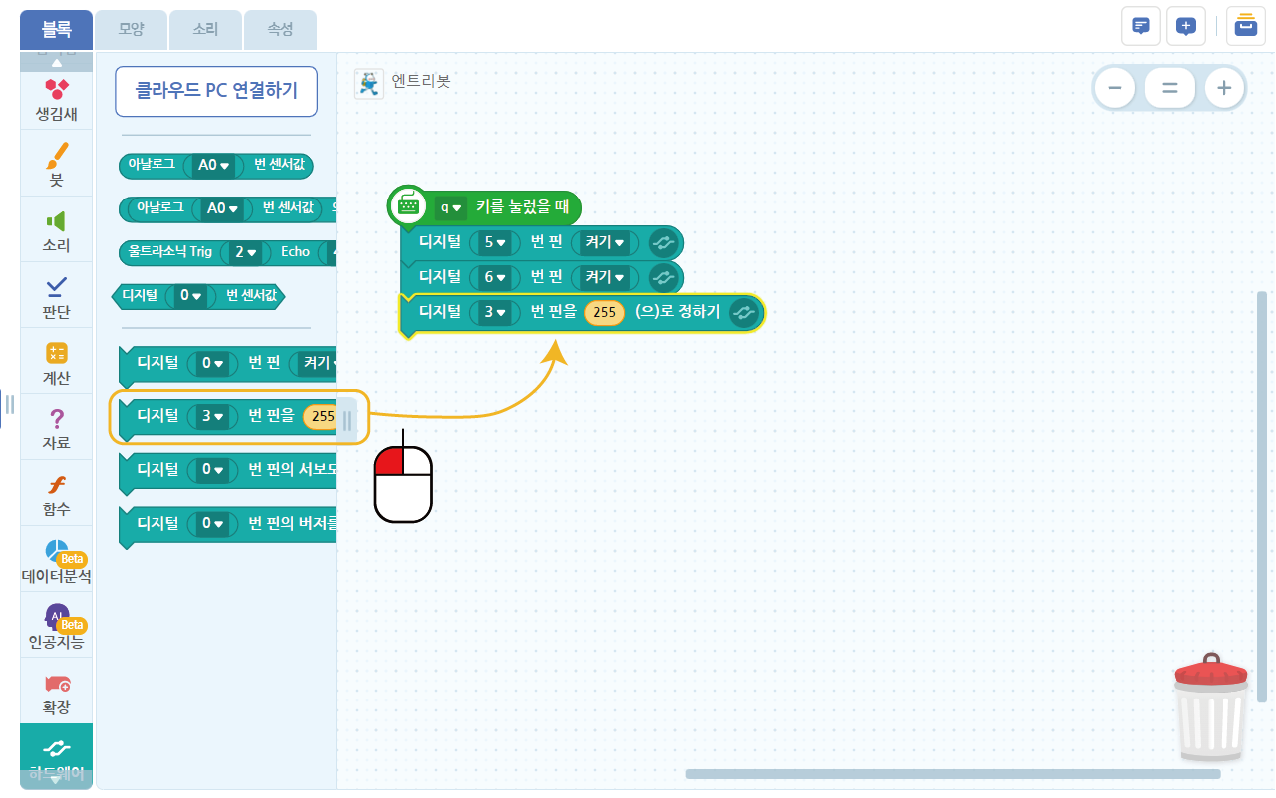 블록 모양 소리 속성
생김새
붓
소리
판단
계산
자료
함수
Beta
데이터분석
AI
Beta
인공지능
확장
하드웨어
클라우드 PC 연결하기
아날로그 A0 번 센서값
아날로그 A0 번 센서값
울트라소닉 Trig 2 Echo
디지털 0 번 센서값
디지털 0 번 핀 켜기
디지털 3 번 핀을 255
디지털 0 번 핀의 서보모
디지털 0 번 핀의 버저를
엔트리봇
q 키를 눌렀을 때
디지털 5 번 핀 켜기
디지털 6 번 핀 켜기
디지털 3 번 핀을 255 (으)로 정하기